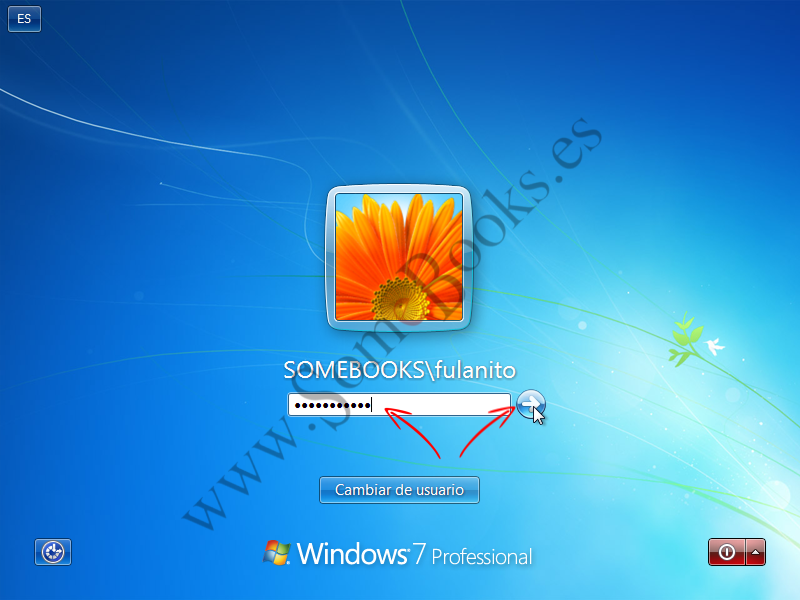 ES
www.SomeBooks.es
SOMEBOOKS\fulanito
•••••••••••
Cambiar de usuario
Windows 7 Professional